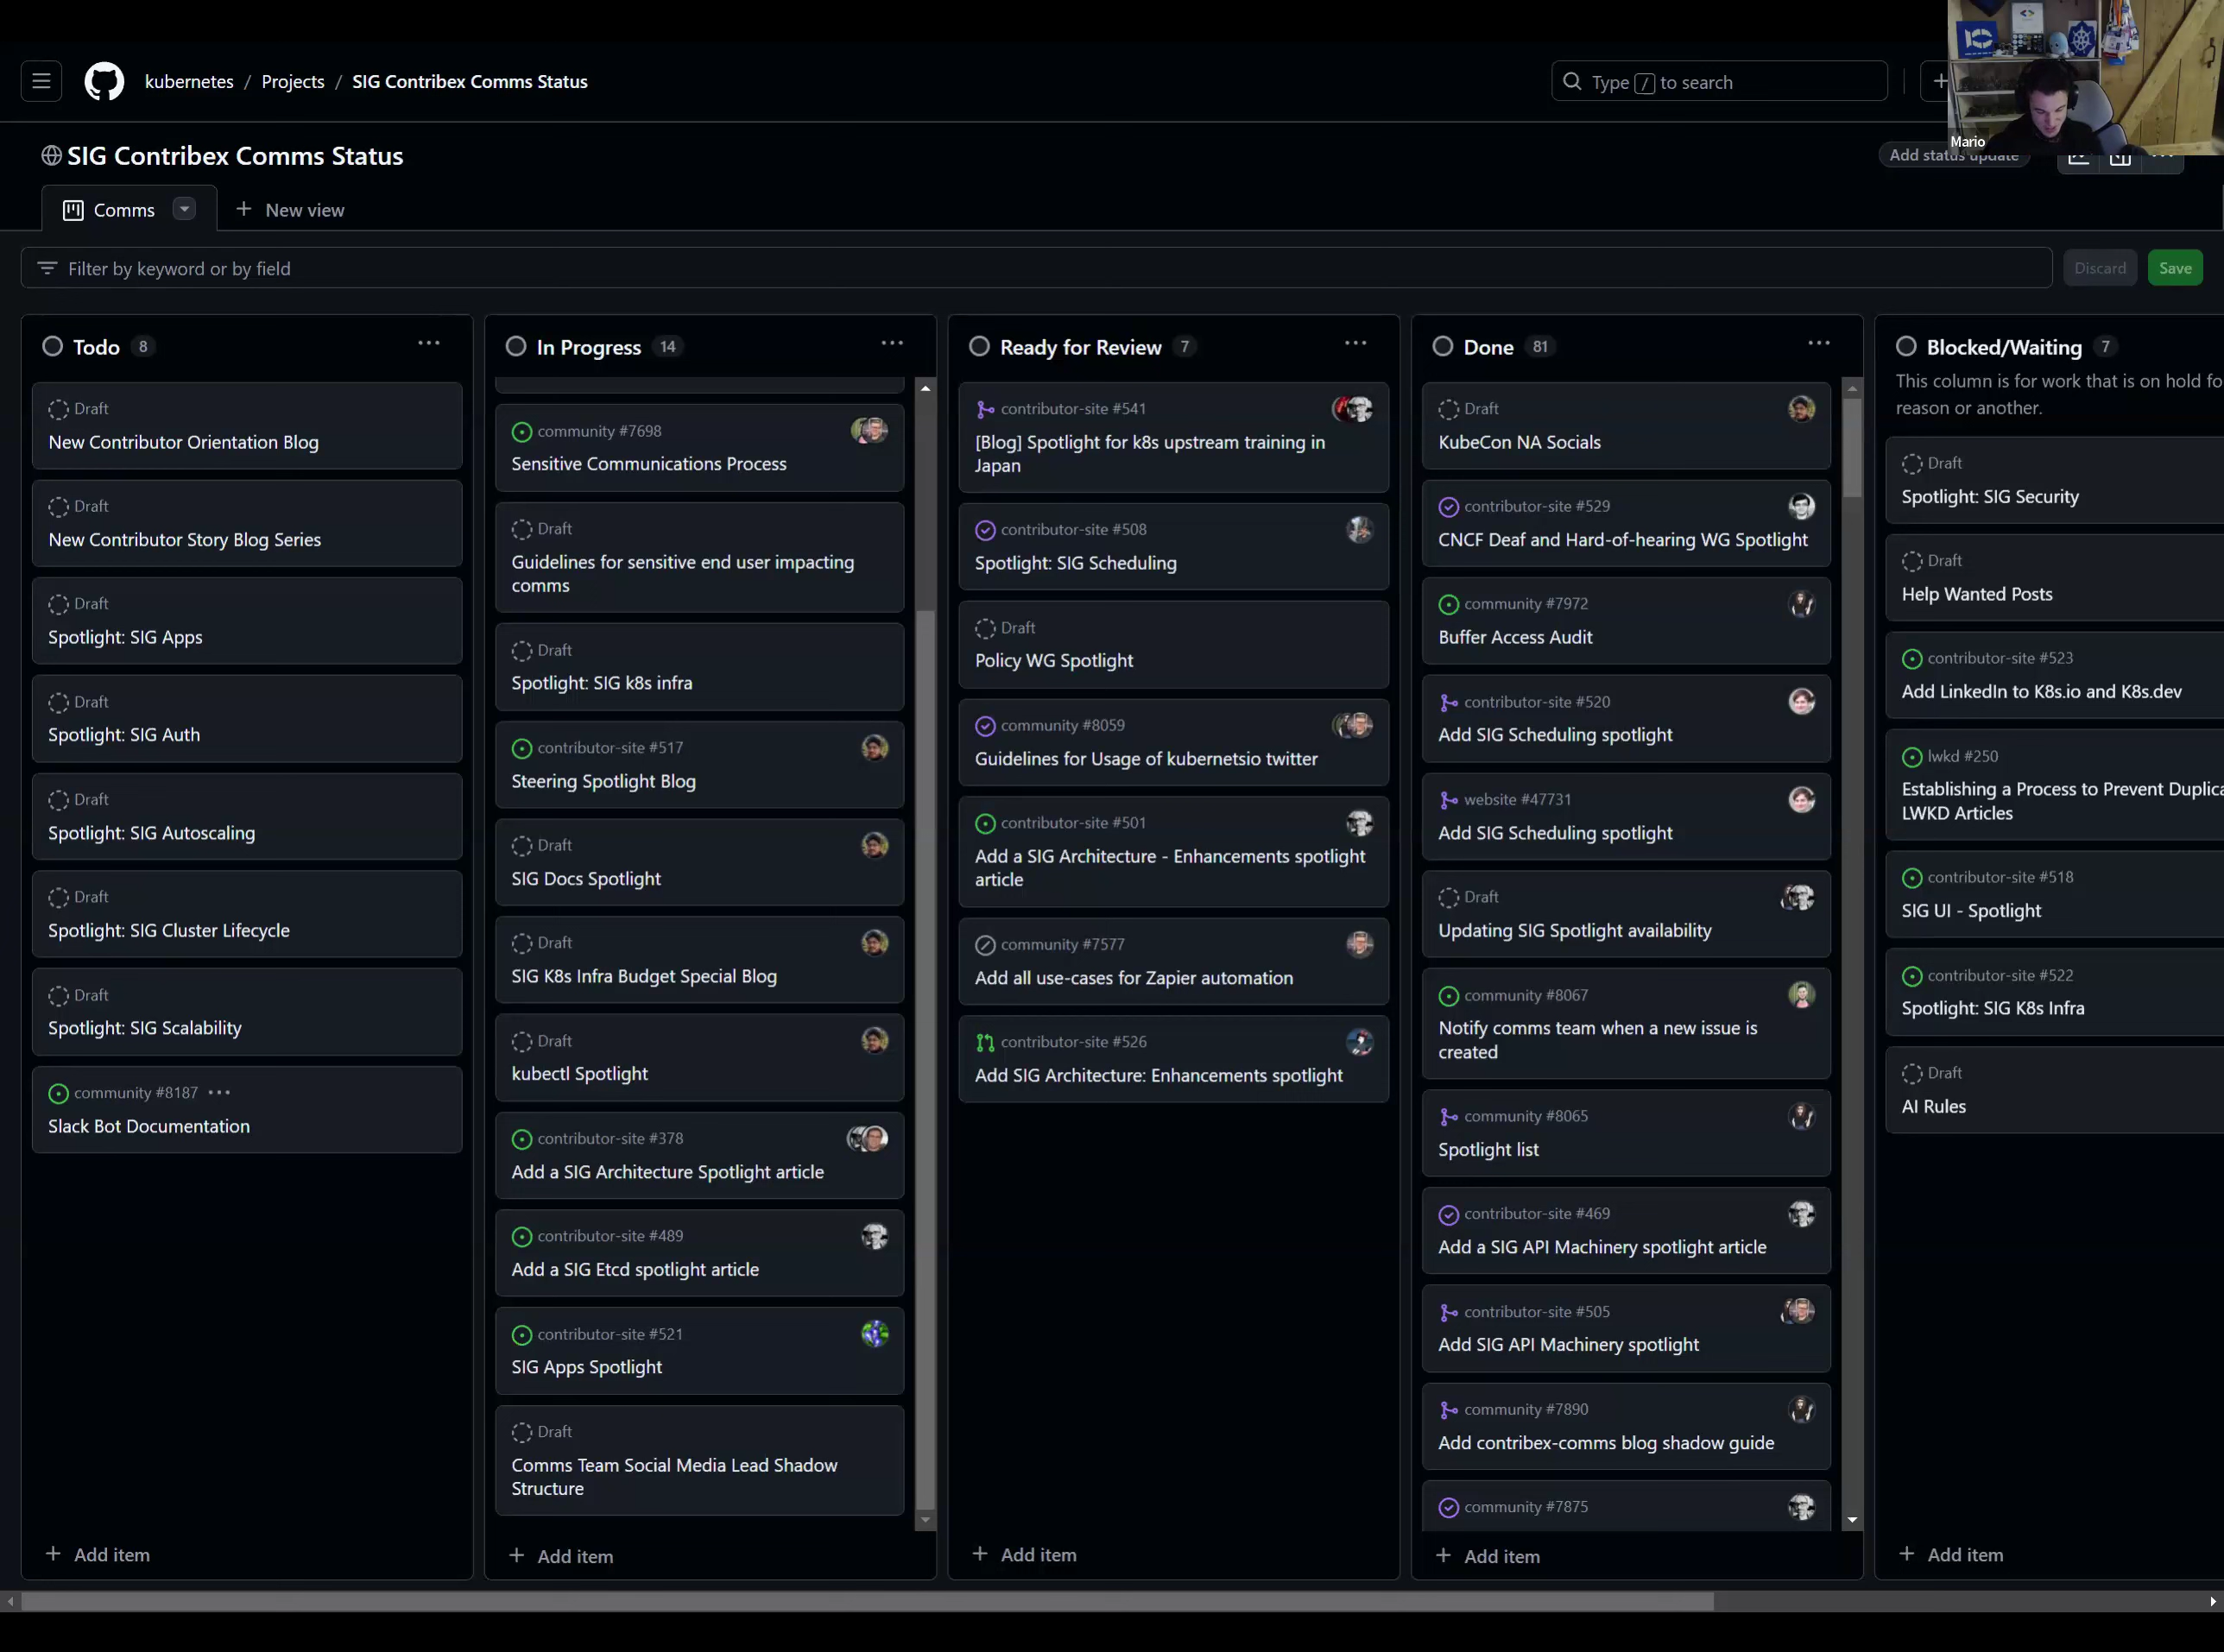 kubernetes / Projects / SIG Contribex Comms Status
Type / to search
Mario
SIG Contribex Comms Status
Add status update
Comms
New view
Filter by keyword or by field
Discard
Save
Todo 8
Draft
New Contributor Orientation Blog
Draft
New Contributor Story Blog Series
Draft
Spotlight: SIG Apps
Draft
Spotlight: SIG Auth
Draft
Spotlight: SIG Autoscaling
Draft
Spotlight: SIG Cluster Lifecycle
Draft
Spotlight: SIG Scalability
community #8187
Slack Bot Documentation
Add item
In Progress 14
community #7698
Sensitive Communications Process
Draft
Guidelines for sensitive end user impacting
comms
Draft
Spotlight: SIG k8s infra
contributor-site #517
Steering Spotlight Blog
Draft
SIG Docs Spotlight
Draft
SIG K8s Infra Budget Special Blog
Draft
kubectl Spotlight
contributor-site #378
Add a SIG Architecture Spotlight article
contributor-site #489
Add a SIG Etcd spotlight article
contributor-site #521
SIG Apps Spotlight
Draft
Comms Team Social Media Lead Shadow
Structure
Add item
Ready for Review 7
contributor-site #541
[Blog] Spotlight for k8s upstream training in
Japan
contributor-site #508
Spotlight: SIG Scheduling
Draft
Policy WG Spotlight
community #8059
Guidelines for Usage of kubernetsio twitter
contributor-site #501
Add a SIG Architecture - Enhancements spotlight
article
community #7577
Add all use-cases for Zapier automation
contributor-site #526
Add SIG Architecture: Enhancements spotlight
Add item
Done 81
Draft
KubeCon NA Socials
contributor-site #529
CNCF Deaf and Hard-of-hearing WG Spotlight
community #7972
Buffer Access Audit
contributor-site #520
Add SIG Scheduling spotlight
website #47731
Add SIG Scheduling spotlight
Draft
Updating SIG Spotlight availability
community #8067
Notify comms team when a new issue is
created
community #8065
Spotlight list
contributor-site #469
Add a SIG API Machinery spotlight article
contributor-site #505
Add SIG API Machinery spotlight
community #7890
Add contribex-comms blog shadow guide
community #7875
Add item
Blocked/Waiting 7
This column is for work that is on hold fo
reason or another.
Draft
Spotlight: SIG Security
Draft
Help Wanted Posts
contributor-site #523
Add LinkedIn to K8s.io and K8s.dev
lwkd #250
Establishing a Process to Prevent Duplica
LWKD Articles
contributor-site #518
SIG UI - Spotlight
contributor-site #522
Spotlight: SIG K8s Infra
Draft
AI Rules
Add item